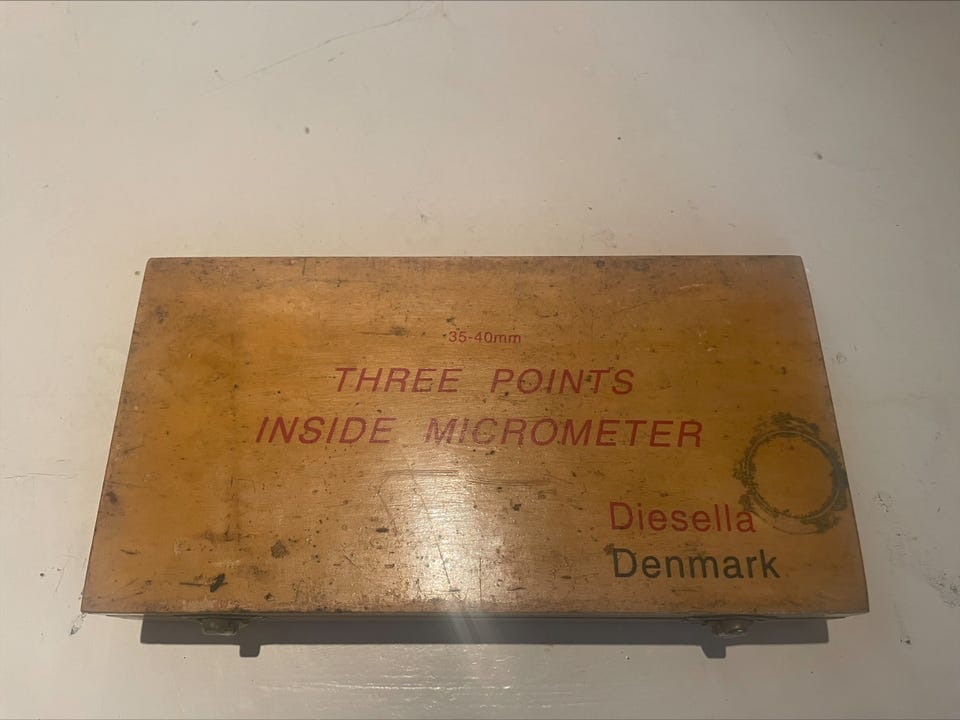 35-40mm
THREE POINTS
INSIDE MICROMETER
Diesella
Denmark